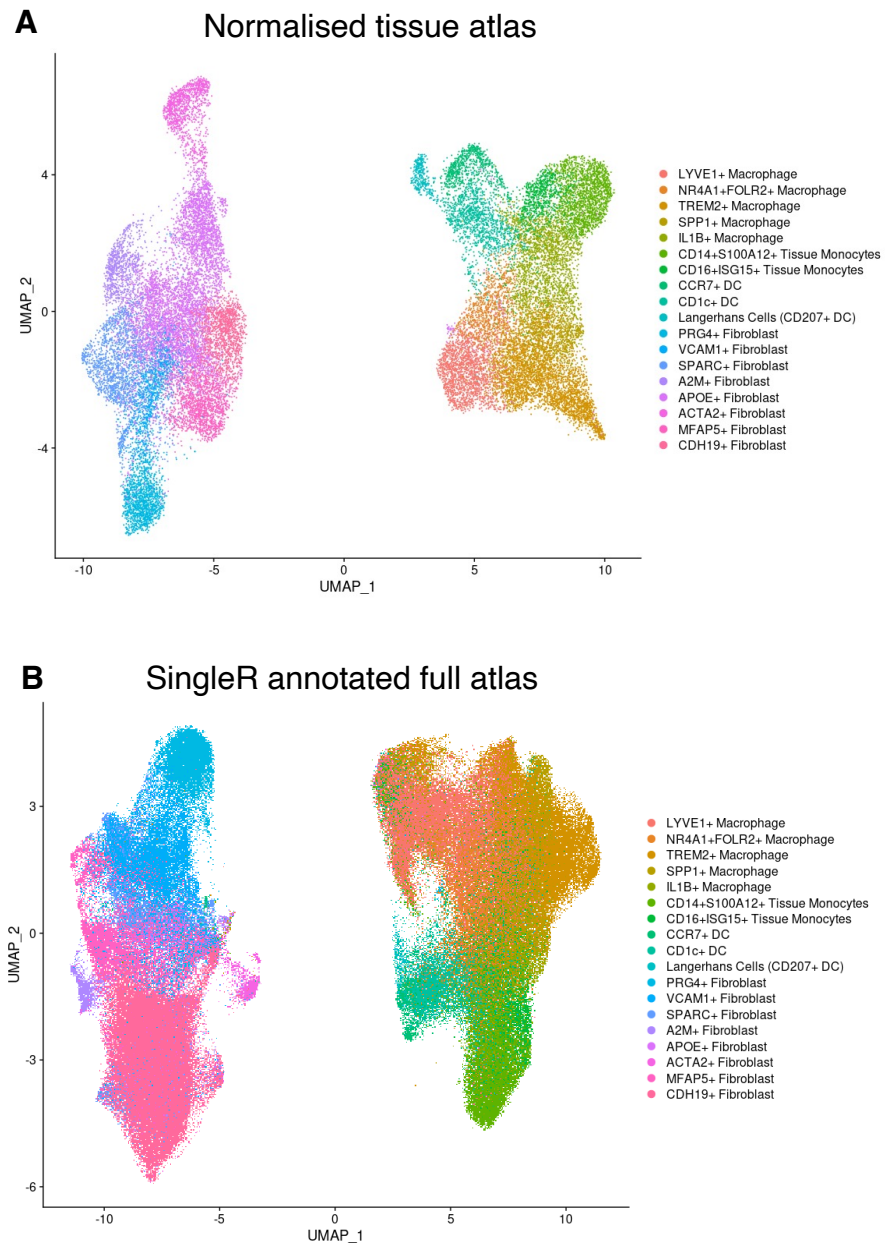 A
Normalised tissue atlas
UMAP_2
4
0
-4
-10
-5
0
5
10
UMAP_1
LYVE1+ Macrophage
NR4A1+FOLR2+ Macrophage
TREM2+ Macrophage
SPP1+ Macrophage
IL1B+ Macrophage
CD14+S100A12+ Tissue Monocytes
CD16+ISG15+ Tissue Monocytes
CCR7+ DC
CD1c+ DC
Langerhans Cells (CD207+ DC)
PRG4+ Fibroblast
VCAM1+ Fibroblast
SPARC+ Fibroblast
A2M+ Fibroblast
APOE+ Fibroblast
ACTA2+ Fibroblast
MFAP5+ Fibroblast
CDH19+ Fibroblast
B
SingleR annotated full atlas
UMAP_2
3
0
-3
-6
-10
-5
0
5
10
UMAP_1
LYVE1+ Macrophage
NR4A1+FOLR2+ Macrophage
TREM2+ Macrophage
SPP1+ Macrophage
IL1B+ Macrophage
CD14+S100A12+ Tissue Monocytes
CD16+ISG15+ Tissue Monocytes
CCR7+ DC
CD1c+ DC
Langerhans Cells (CD207+ DC)
PRG4+ Fibroblast
VCAM1+ Fibroblast
SPARC+ Fibroblast
A2M+ Fibroblast
APOE+ Fibroblast
ACTA2+ Fibroblast
MFAP5+ Fibroblast
CDH19+ Fibroblast